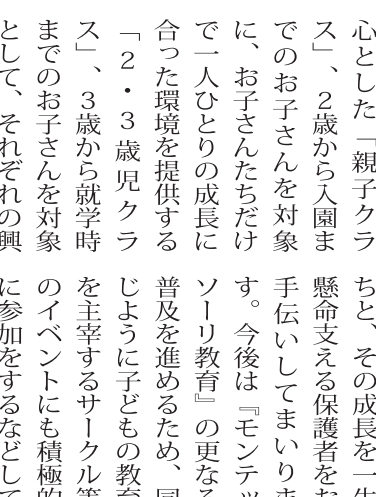 心とした「親子クラ
ス」、２歳から入園ま
でのお子さんを対象
に、お子さんたちだけ
で一人ひとりの成長に
合った環境を提供する
「２・３歳児クラ
ス」、３歳から就学時
までのお子さんを対象
として、それぞれの興
ちと、その成長を一生
懸命支える保護者をお
手伝いしてまいりま
す。今後は『モンテッ
ソーリ教育』の更なる
普及を進めるため、同
じように子どもの教育
を主宰するサークル等
のイベントにも積極的
に参加をするなどして